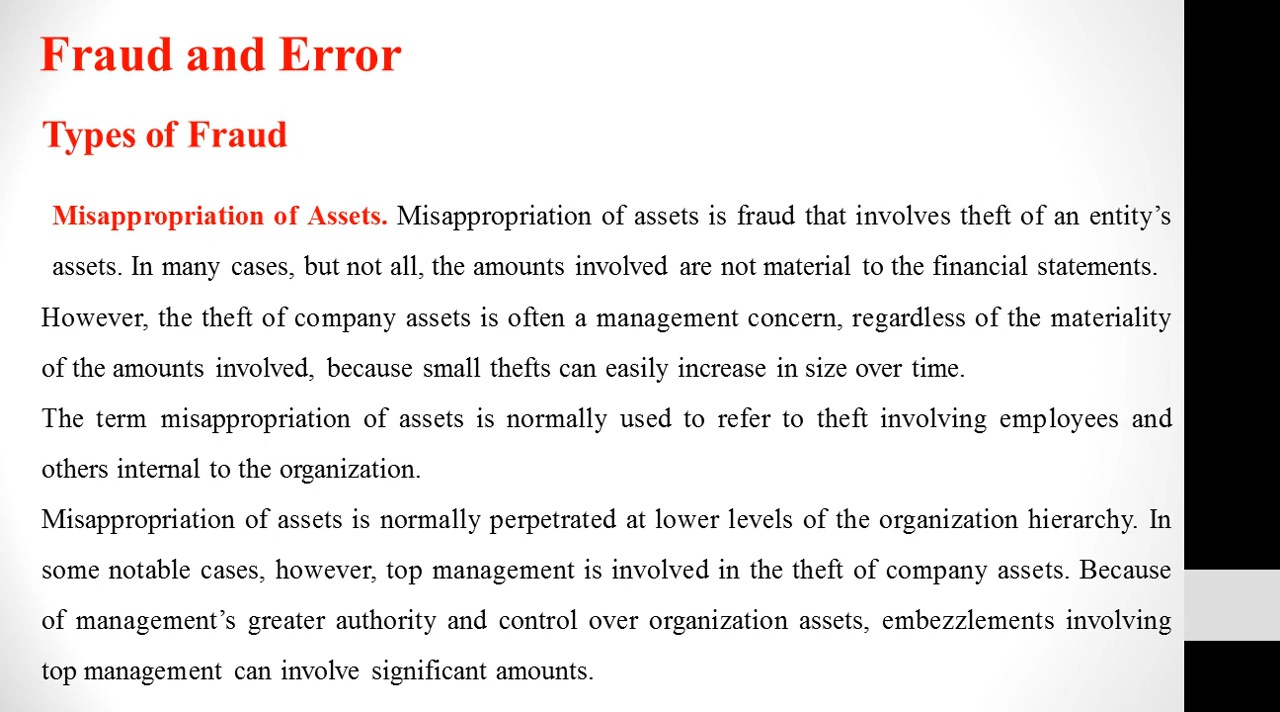 Fraud and Error
Types of Fraud
Misappropriation of Assets. Misappropriation of assets is fraud that involves theft of an entity’s
assets. In many cases, but not all, the amounts involved are not material to the financial statements.
However, the theft of company assets is often a management concern, regardless of the materiality
of the amounts involved, because small thefts can easily increase in size over time.
The term misappropriation of assets is normally used to refer to theft involving employees and
others internal to the organization.
Misappropriation of assets is normally perpetrated at lower levels of the organization hierarchy. In
some notable cases, however, top management is involved in the theft of company assets. Because
of management’s greater authority and control over organization assets, embezzlements involving
top management can involve significant amounts.